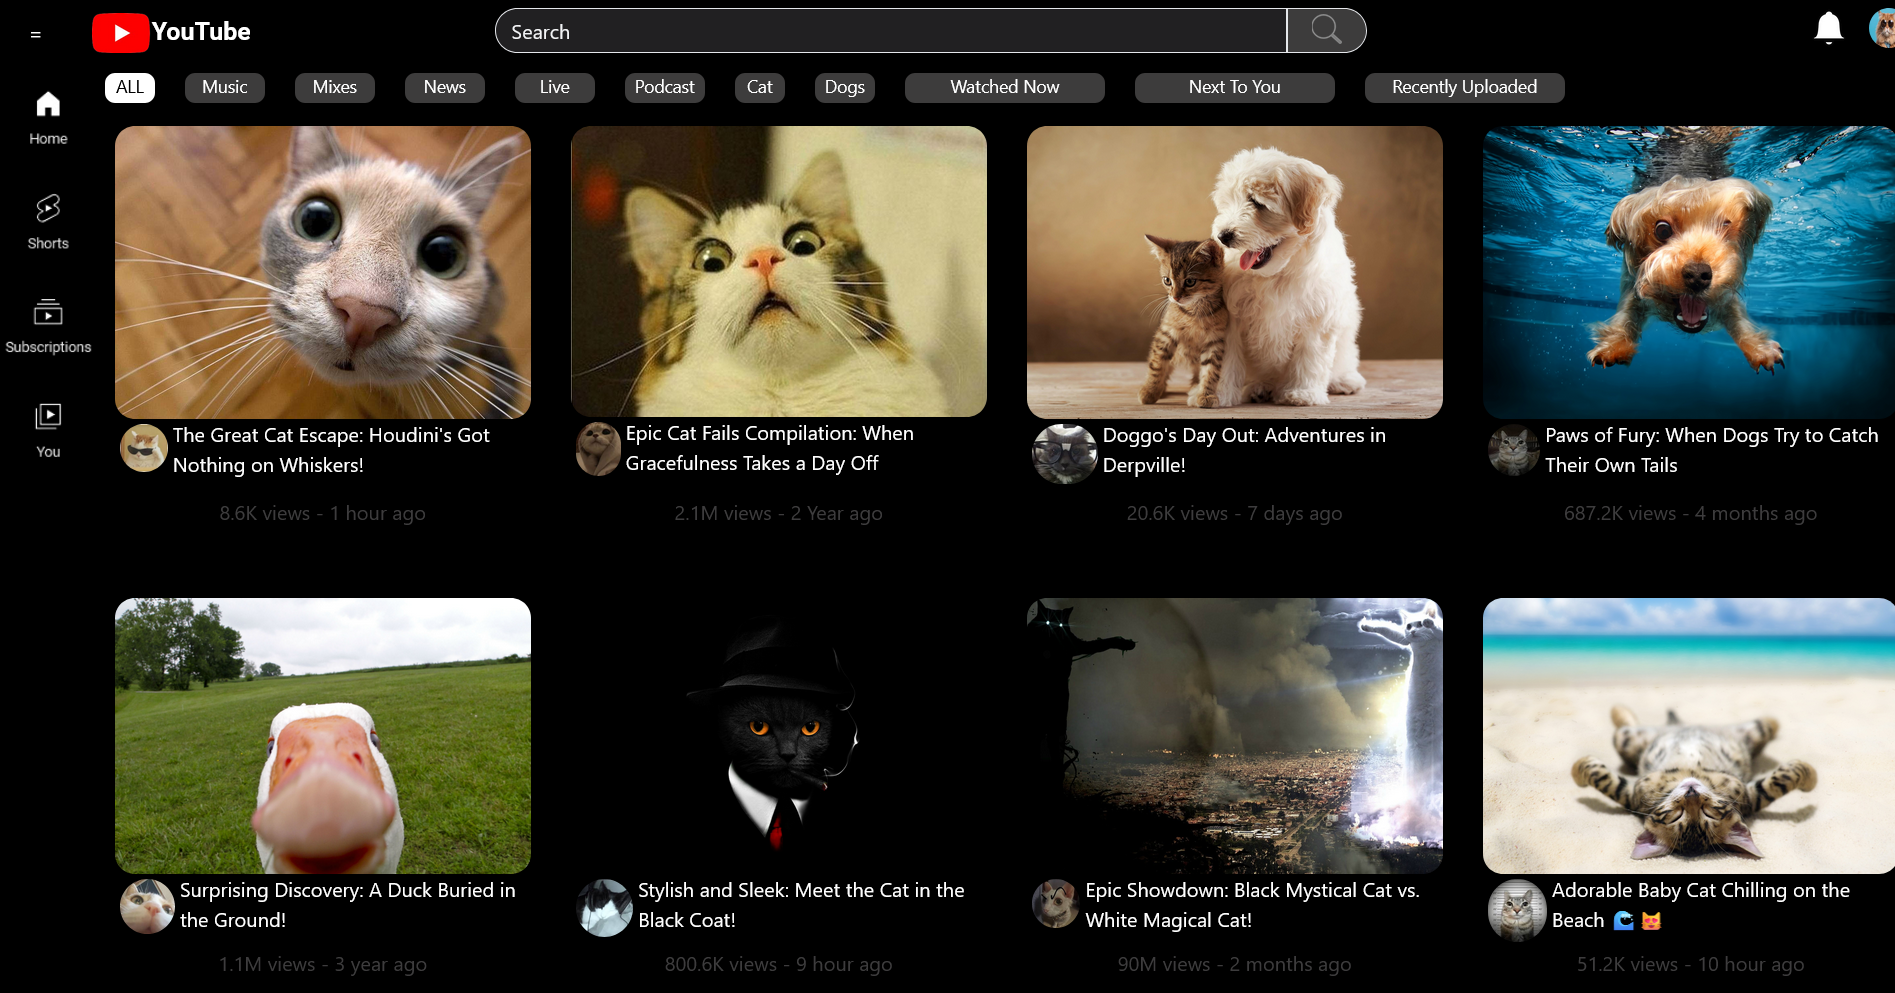 =
YouTube
Search
ALL
Music
Mixes
News
Live
Podcast
Cat
Dogs
Watched Now
Next To You
Recently Uploaded
Home
Shorts
Subscriptions
You
The Great Cat Escape: Houdini's Got
Nothing on Whiskers!
8.6K views - 1 hour ago
Epic Cat Fails Compilation: When
Gracefulness Takes a Day Off
2.1M views - 2 Year ago
Doggo's Day Out: Adventures in
Derpville!
20.6K views - 7 days ago
Paws of Fury: When Dogs Try to Catch
Their Own Tails
687.2K views - 4 months ago
Surprising Discovery: A Duck Buried in
the Ground!
1.1M views - 3 year ago
Stylish and Sleek: Meet the Cat in the
Black Coat!
800.6K views - 9 hour ago
Epic Showdown: Black Mystical Cat vs.
White Magical Cat!
90M views - 2 months ago
Adorable Baby Cat Chilling on the
Beach 🌊 😻
51.2K views - 10 hour ago